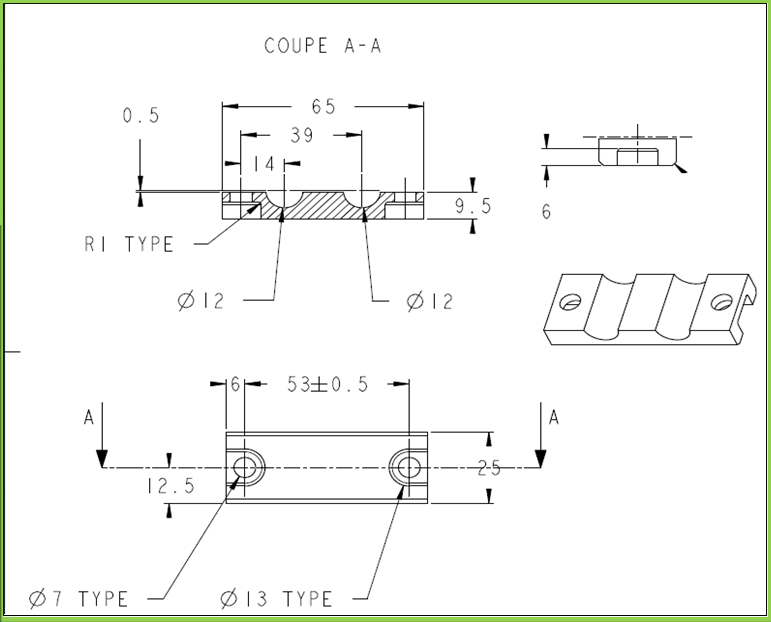 COUPE A-A
65
0.5
39
14
9.5
6
R1 TYPE
Ø12
Ø12
6
53±0.5
A
A
25
12.5
Ø7 TYPE
Ø13 TYPE